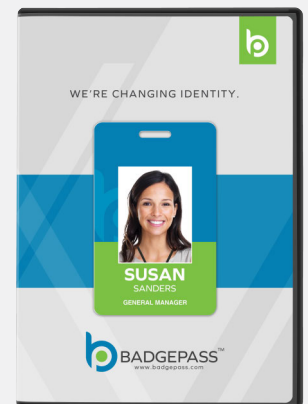 b
WE'RE CHANGING IDENTITY.
SUSAN
SANDERS
GENERAL MANAGER
BADGEPASS™
www.badgepass.com